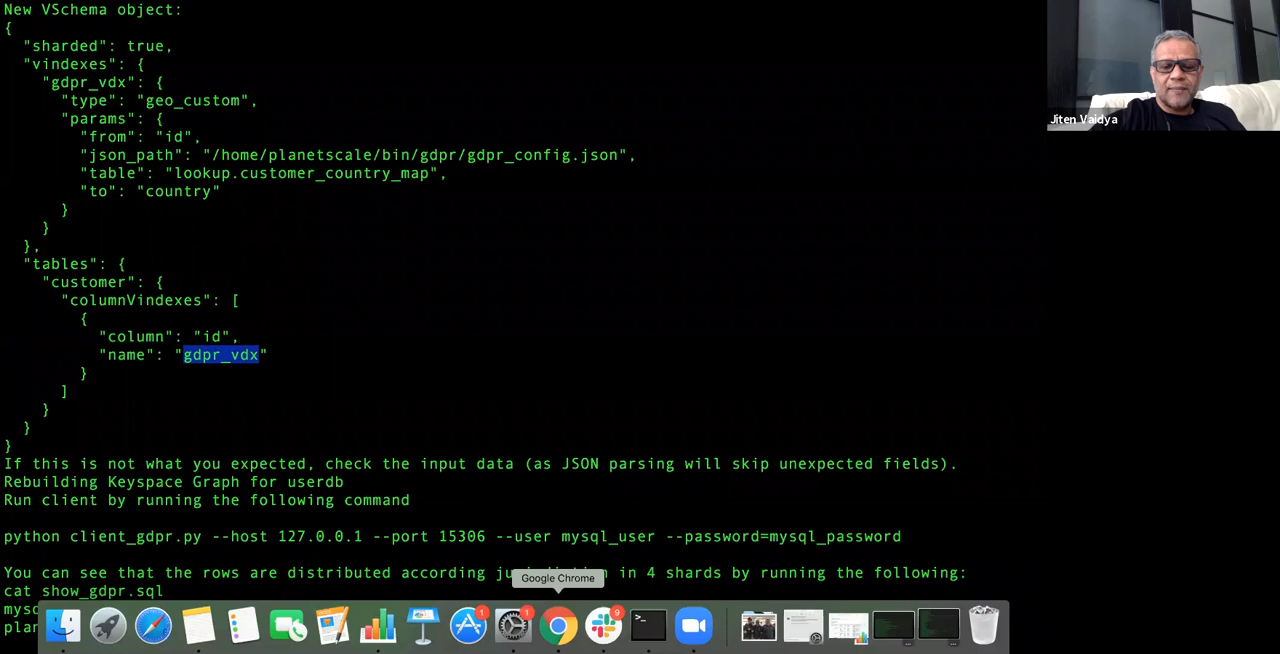 New VSchema object:
{
"sharded": true,
"vindexes": {
"gdpr_vdx": {
"type": "geo_custom",
"params": {
"from": "id",
"json_path": "/home/planetscale/bin/gdpr/gdpr_config.json",
"table": "lookup.customer_country_map",
"to": "country"
}
}
},
"tables": {
"customer": {
"columnVindexes": [
{
"column": "id",
"name": "gdpr_vdx"
}
]
}
}
}
If this is not what you expected, check the input data (as JSON parsing will skip unexpected fields).
Rebuilding Keyspace Graph for userdb
Run client by running the following command
python client_gdpr.py --host 127.0.0.1 --port 15306 --user mysql_user --password=mysql_password
You can see that the rows are distributed according in 4 shards by running the following:
cat show_gdpr.sql
Google Chrome
1
1
9
Jiten Vaidya